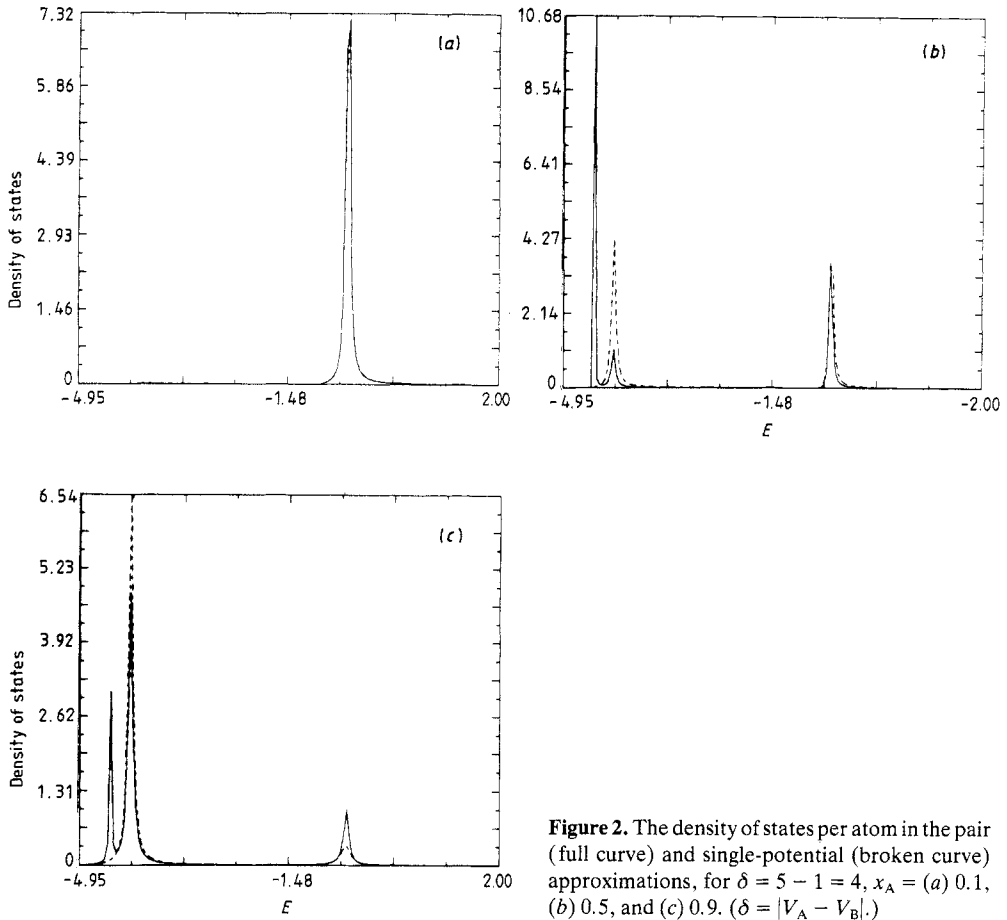 7.32
(a)
5.86
4.39
2.93
1.46
0
-4.95
-1.48
2.00
Density of states
10.68
(b)
8.54
6.41
4.27
2.14
0
-4.95
-1.48
-2.00
E
6.54
(c)
5.23
3.92
2.62
1.31
0
-4.95
-1.48
2.00
Density of states
E
Figure 2. The density of states per atom in the pair
(full curve) and single-potential (broken curve)
approximations, for δ = 5 − 1 = 4, xA = (a) 0.1,
(b) 0.5, and (c) 0.9. (δ = |VA − VB|.)